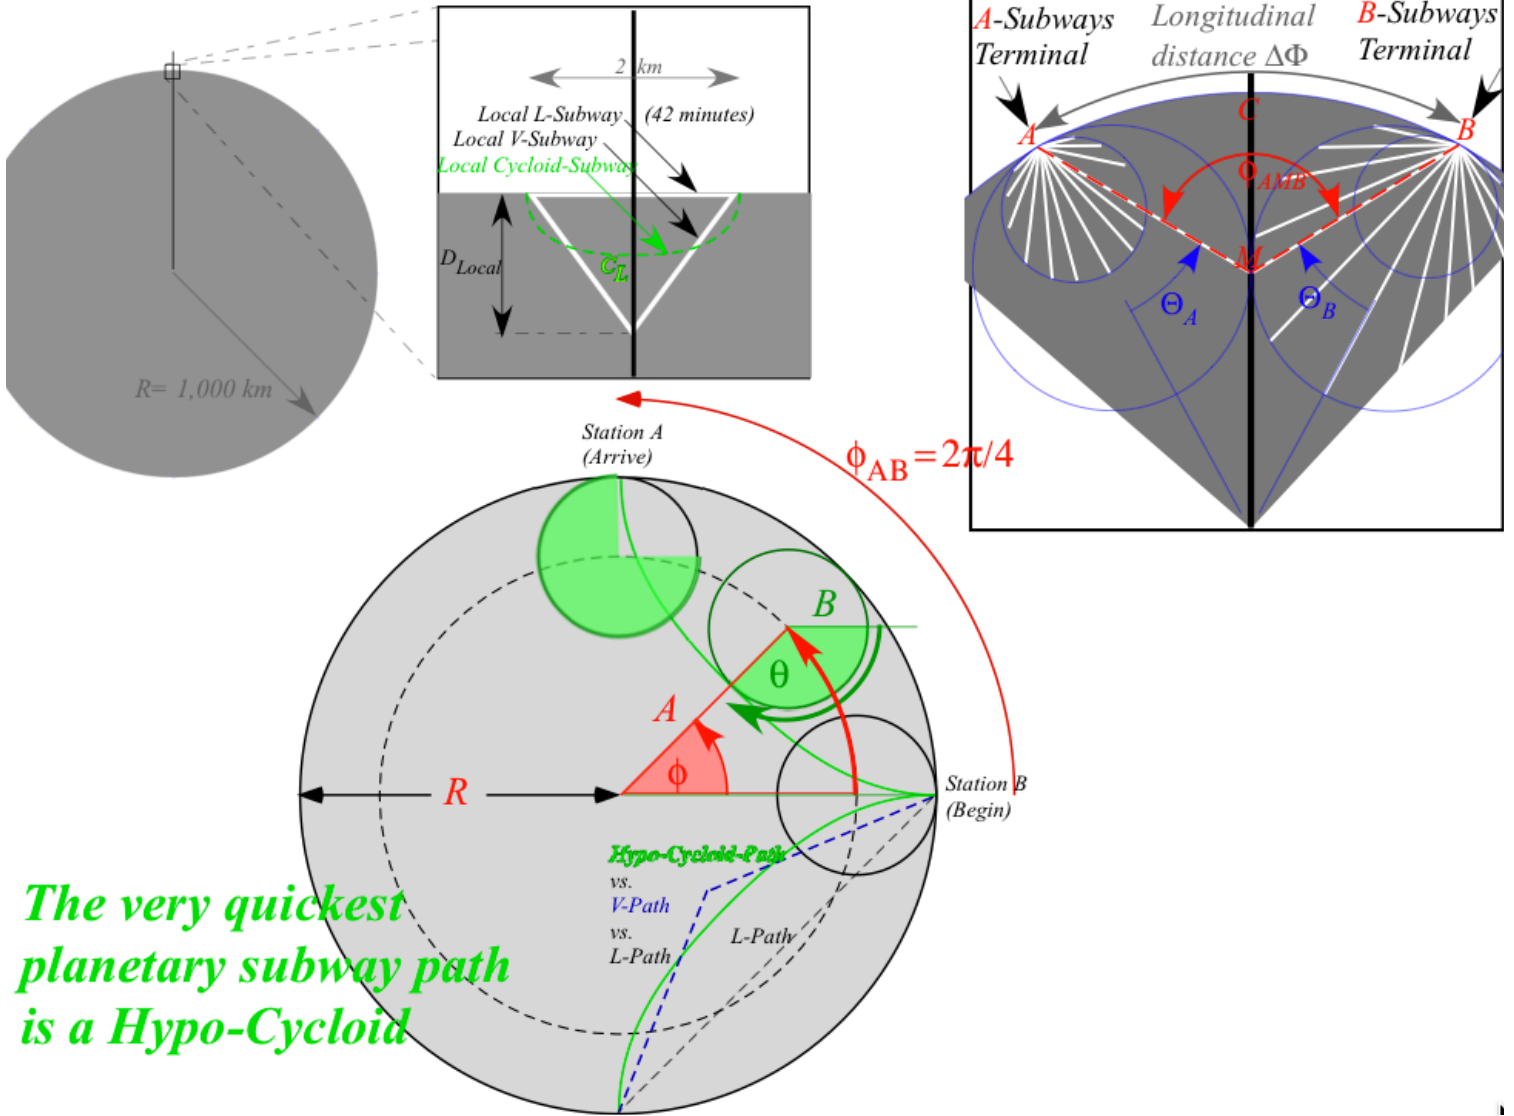 R= 1,000 km
2 km
Local L-Subway (42 minutes)
Local V-Subway
Local Cycloid-Subway
D_Local
C_L
A-Subways
Terminal
Longitudinal
distance ΔΦ
B-Subways
Terminal
C
A
B
ϕ_AMB
M
Θ_A
Θ_B
Station A
(Arrive)
ϕ_AB = 2π/4
B
θ
A
ϕ
R
Station B
(Begin)
Hypo-Cycloid-Path
vs.
V-Path
vs.
L-Path
L-Path
The very quickest
planetary subway path
is a Hypo-Cycloid